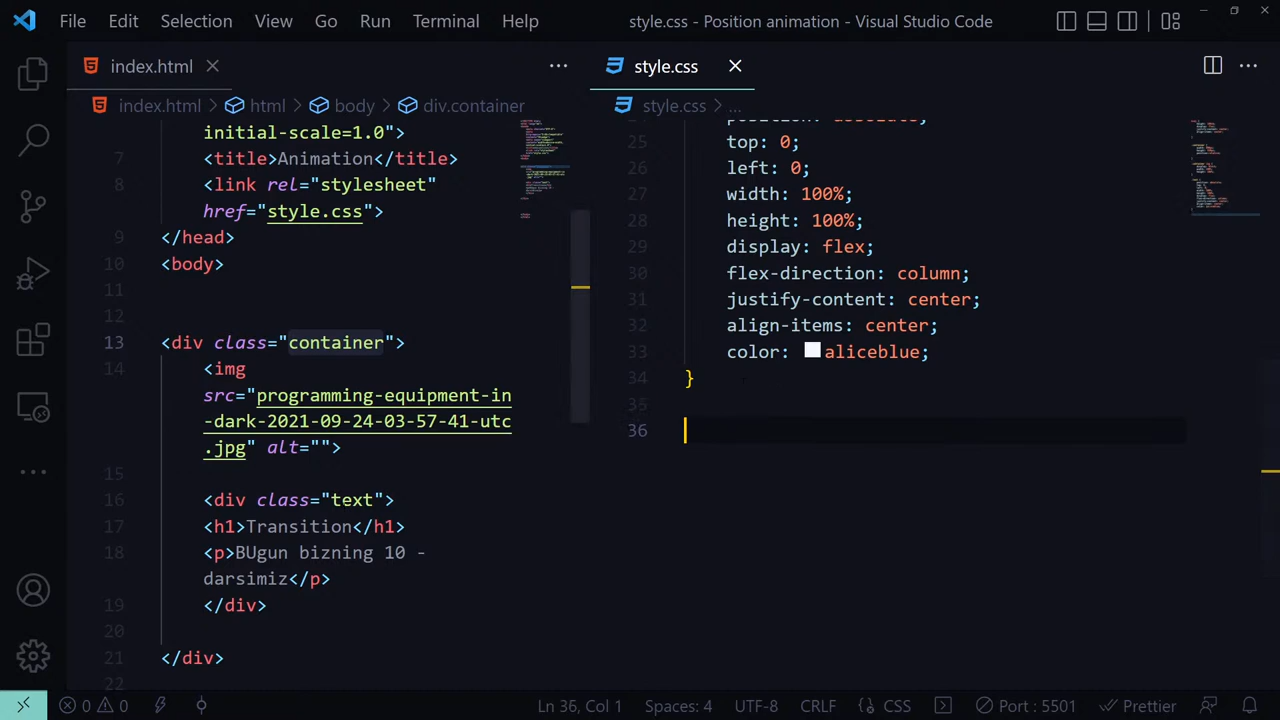 File Edit Selection View Go Run Terminal Help style.css - Position animation - Visual Studio Code
index.html
style.css
index.html > html > body > div.container
style.css > ...
initial-scale=1.0">
7 <title>Animation</title>
8 <link rel="stylesheet"
href="style.css">
9 </head>
10 <body>
11
12
13 <div class="container">
14 <img
src="programming-equipment-in
-dark-2021-09-24-03-57-41-utc
.jpg" alt="">
15
16 <div class="text">
17 <h1>Transition</h1>
18 <p>BUgun bizning 10 -
darsimiz</p>
19 </div>
20
21 </div>
22
position: absolute;
25 top: 0;
26 left: 0;
27 width: 100%;
28 height: 100%;
29 display: flex;
30 flex-direction: column;
31 justify-content: center;
32 align-items: center;
33 color: aliceblue;
34 }
35
36
0 0 Ln 36, Col 1 Spaces: 4 UTF-8 CRLF CSS Port : 5501 Prettier